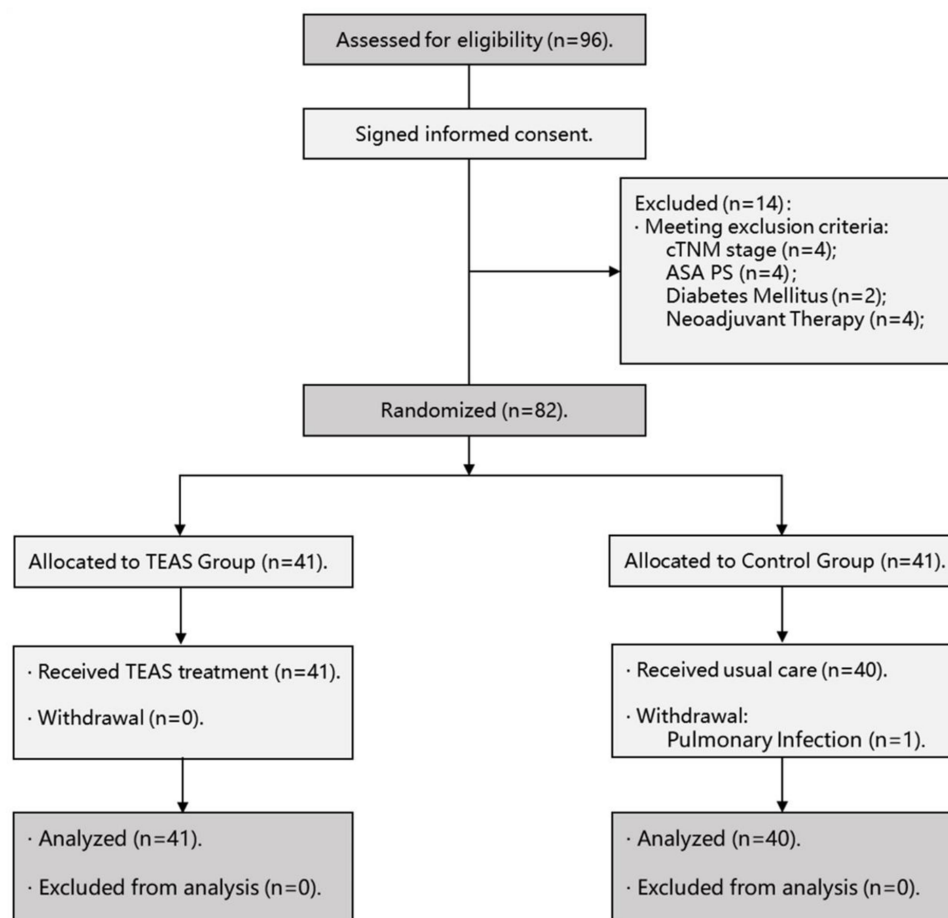 Assessed for eligibility (n=96).
Signed informed consent.
Excluded (n=14):
· Meeting exclusion criteria:
cTNM stage (n=4);
ASA PS (n=4);
Diabetes Mellitus (n=2);
Neoadjuvant Therapy (n=4);
Randomized (n=82).
Allocated to TEAS Group (n=41).
Allocated to Control Group (n=41).
· Received TEAS treatment (n=41).
· Withdrawal (n=0).
· Received usual care (n=40).
· Withdrawal:
Pulmonary Infection (n=1).
· Analyzed (n=41).
· Excluded from analysis (n=0).
· Analyzed (n=40).
· Excluded from analysis (n=0).